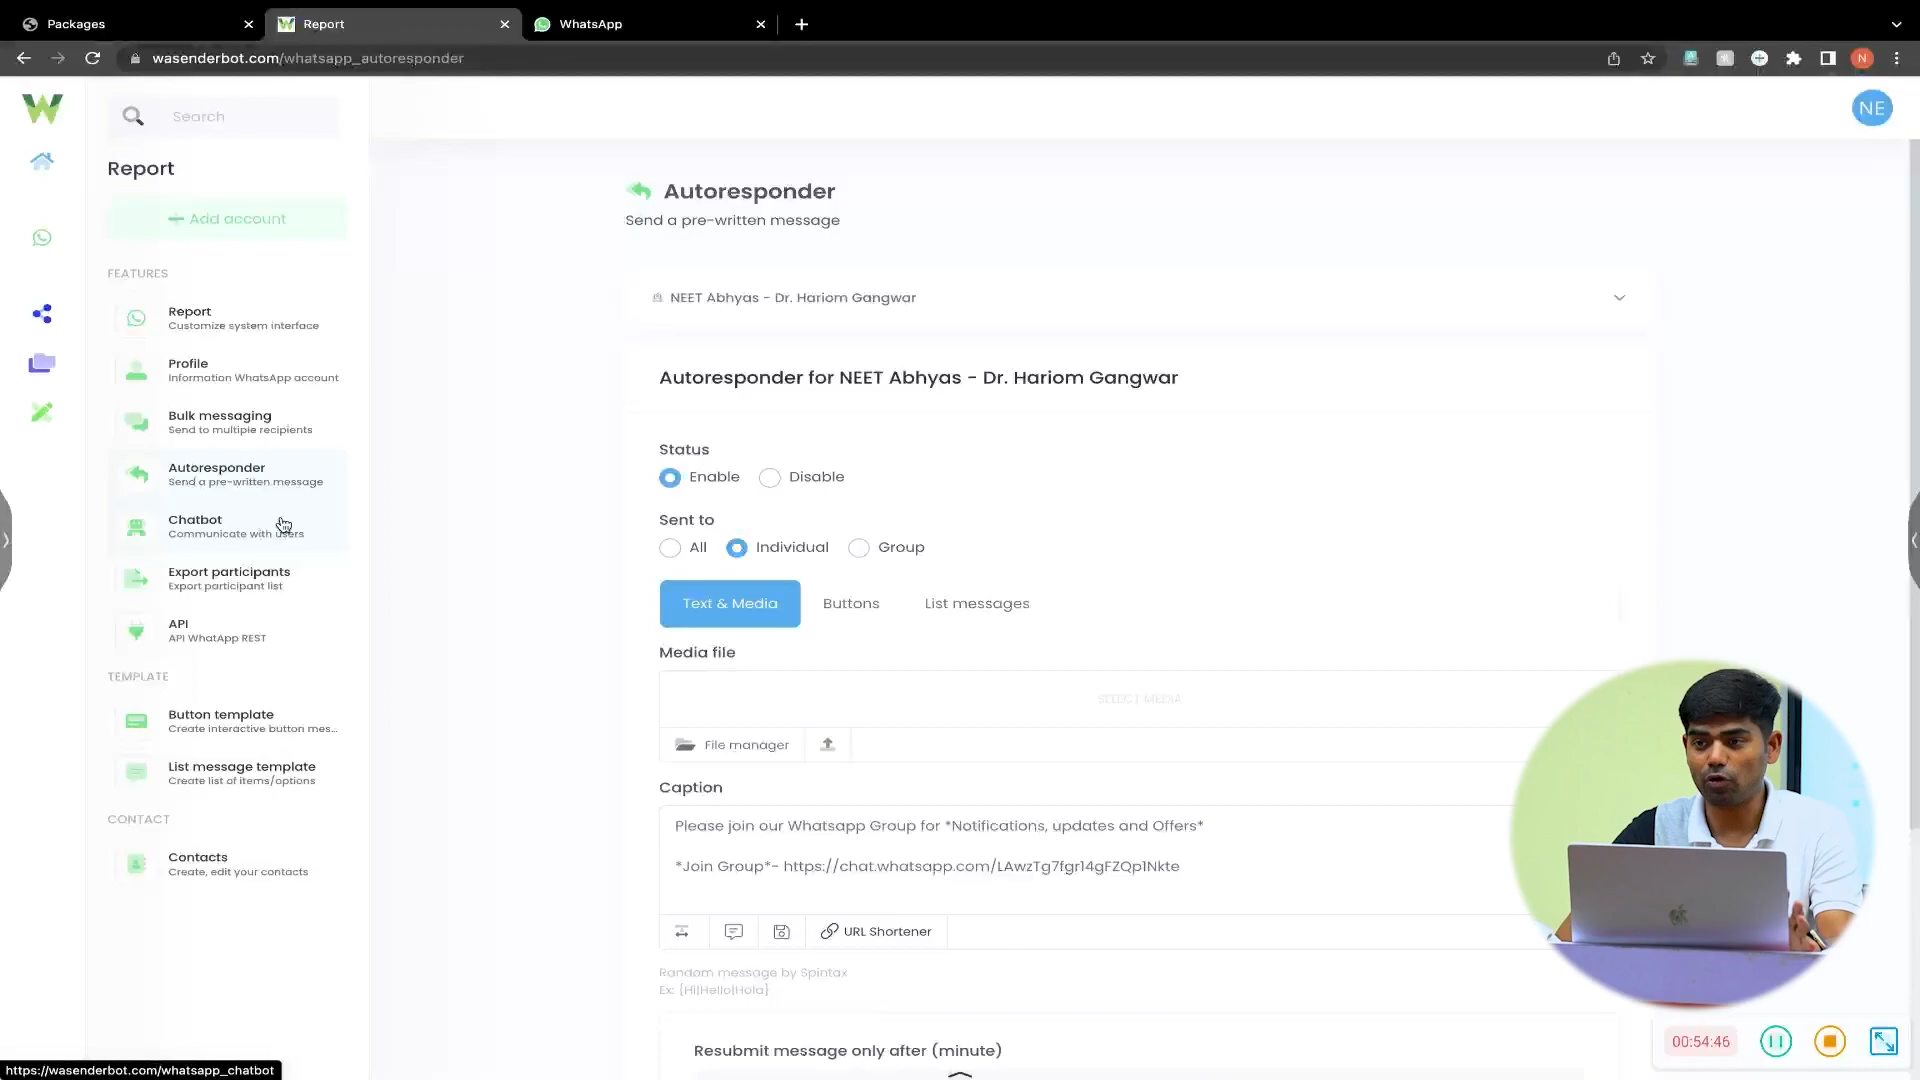 Packages
Report
WhatsApp
wasenderbot.com/whatsapp_autoresponder
N
Search
NE
Report
Add account
FEATURES
Report
Customize system interface
Profile
Information WhatsApp account
Bulk messaging
Send to multiple recipients
Autoresponder
Send a pre-written message
Chatbot
Communicate with users
Export participants
Export participant list
API
API WhatApp REST
TEMPLATE
Button template
Create interactive button mes...
List message template
Create list of items/options
CONTACT
Contacts
Create, edit your contacts
Autoresponder
Send a pre-written message
NEET Abhyas - Dr. Hariom Gangwar
Autoresponder for NEET Abhyas - Dr. Hariom Gangwar
Status
Enable Disable
Sent to
All Individual Group
Text & Media Buttons List messages
Media file
SELECT MEDIA
File manager
Caption
Please join our Whatsapp Group for *Notifications, updates and Offers*
*Join Group*- https://chat.whatsapp.com/LAwzTg7fgr14gFZQp1Nkte
URL Shortener
Random message by Spintax
Ex: {Hi|Hello|Hola}
Resubmit message only after (minute)
00:54:46
https://wasenderbot.com/whatsapp_chatbot